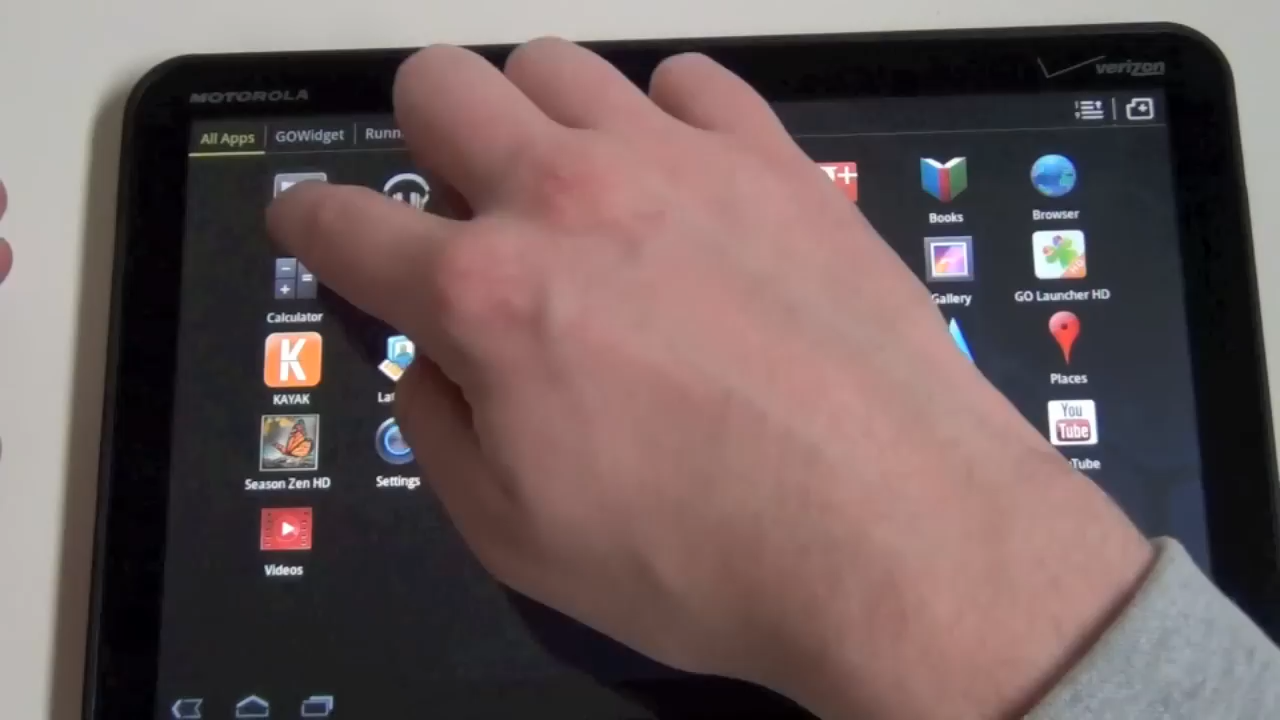 MOTOROLA
verizon
All Apps
GOWidget
Runn
Books
Browser
Calculator
Gallery
GO Launcher HD
K
KAYAK
Places
You
Tube
Season Zen HD
Settings
Tube
Videos